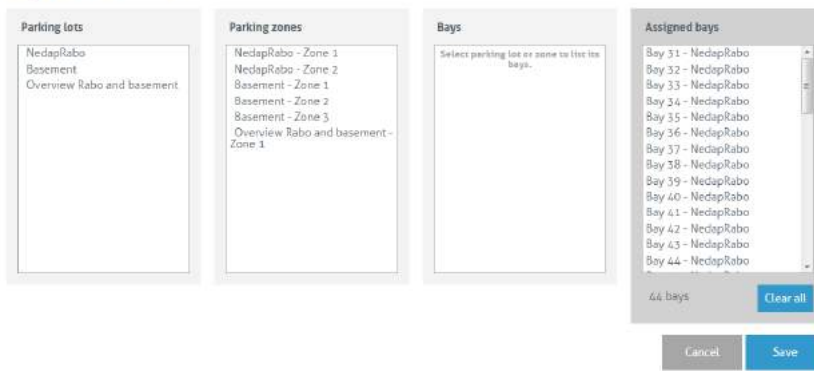 Parking lots
NedapRabo
Basement
Overview Rabo and basement
Parking zones
NedapRabo - Zone 1
NedapRabo - Zone 2
Basement - Zone 1
Basement - Zone 2
Basement - Zone 3
Overview Rabo and basement -
Zone 1
Bays
Select parking lot or zone to list its
bays.
Assigned bays
Bay 31 - NedapRabo
Bay 32 - NedapRabo
Bay 33 - NedapRabo
Bay 34 - NedapRabo
Bay 35 - NedapRabo
Bay 36 - NedapRabo
Bay 37 - NedapRabo
Bay 38 - NedapRabo
Bay 39 - NedapRabo
Bay 40 - NedapRabo
Bay 41 - NedapRabo
Bay 42 - NedapRabo
Bay 43 - NedapRabo
Bay 44 - NedapRabo
44 bays
Clear all
Cancel
Save